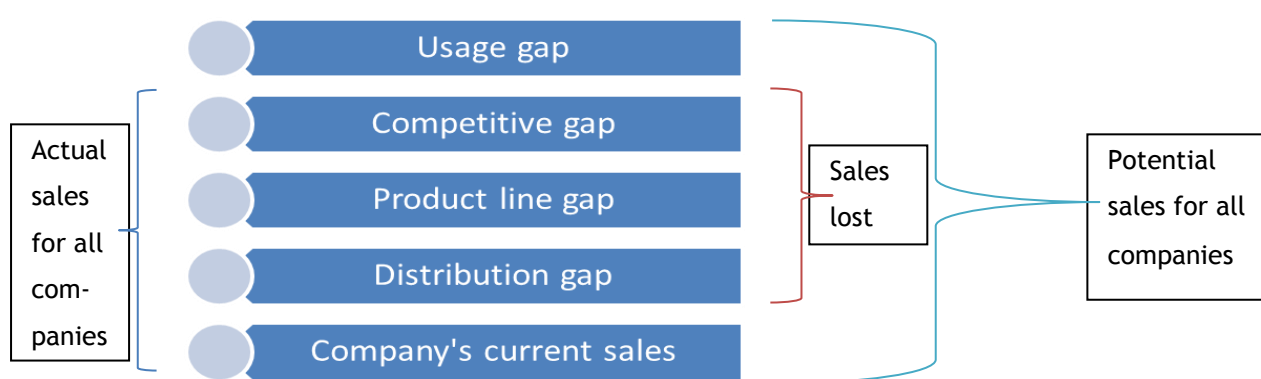 Usage gap
Competitive gap
Product line gap
Distribution gap
Company's current sales
Actual
sales
for all
com-
panies
Sales
lost
Potential
sales for all
companies